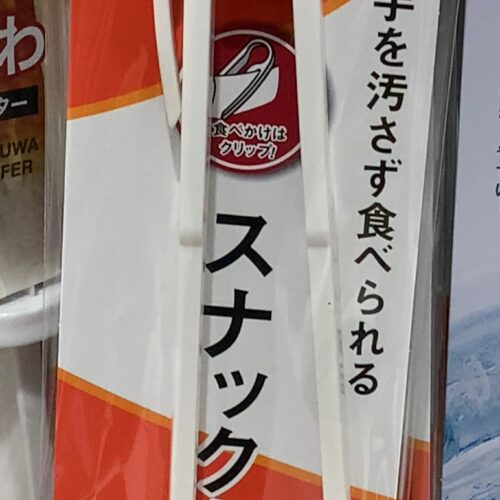 手を汚さず食べられる
食べかけは
クリップ!
スナック
わ
ター
UWA
FER